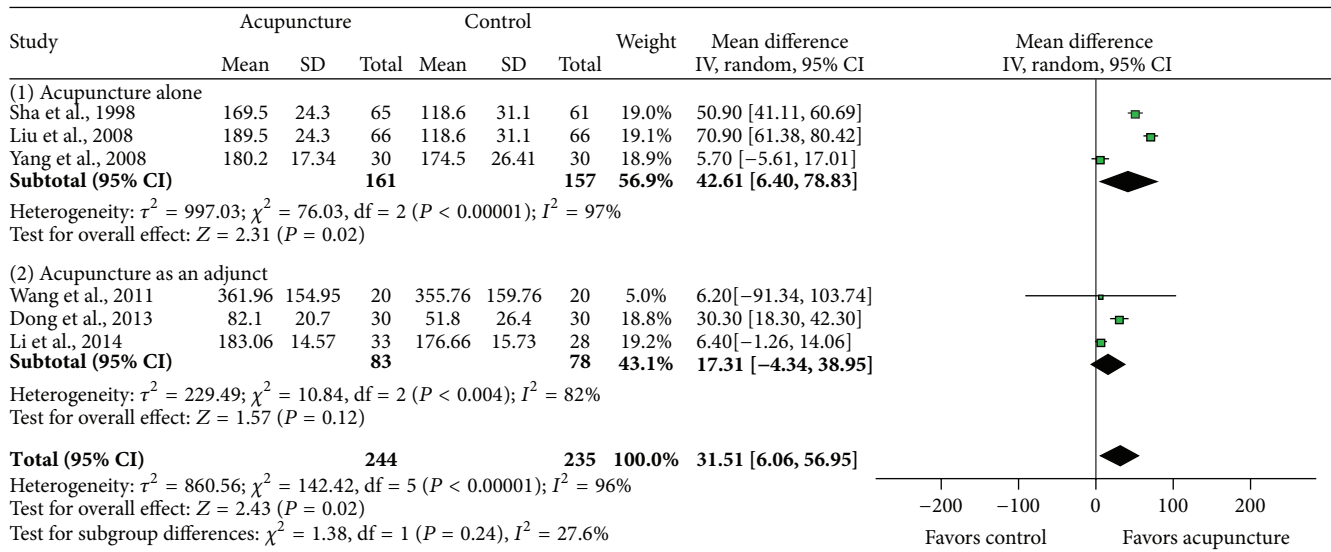 Study Acupuncture Control Weight Mean difference Mean difference
Mean SD Total Mean SD Total IV, random, 95% CI IV, random, 95% CI
(1) Acupuncture alone
Sha et al., 1998 169.5 24.3 65 118.6 31.1 61 19.0% 50.90 [41.11, 60.69]
Liu et al., 2008 189.5 24.3 66 118.6 31.1 66 19.1% 70.90 [61.38, 80.42]
Yang et al., 2008 180.2 17.34 30 174.5 26.41 30 18.9% 5.70 [−5.61, 17.01]
Subtotal (95% CI) 161 157 56.9% 42.61 [6.40, 78.83]
Heterogeneity: τ² = 997.03; χ² = 76.03, df = 2 (P < 0.00001); I² = 97%
Test for overall effect: Z = 2.31 (P = 0.02)
(2) Acupuncture as an adjunct
Wang et al., 2011 361.96 154.95 20 355.76 159.76 20 5.0% 6.20[−91.34, 103.74]
Dong et al., 2013 82.1 20.7 30 51.8 26.4 30 18.8% 30.30 [18.30, 42.30]
Li et al., 2014 183.06 14.57 33 176.66 15.73 28 19.2% 6.40[−1.26, 14.06]
Subtotal (95% CI) 83 78 43.1% 17.31 [−4.34, 38.95]
Heterogeneity: τ² = 229.49; χ² = 10.84, df = 2 (P < 0.004); I² = 82%
Test for overall effect: Z = 1.57 (P = 0.12)
Total (95% CI) 244 235 100.0% 31.51 [6.06, 56.95]
Heterogeneity: τ² = 860.56; χ² = 142.42, df = 5 (P < 0.00001); I² = 96%
Test for overall effect: Z = 2.43 (P = 0.02)
Test for subgroup differences: χ² = 1.38, df = 1 (P = 0.24), I² = 27.6%
−200 −100 0 100 200
Favors control Favors acupuncture